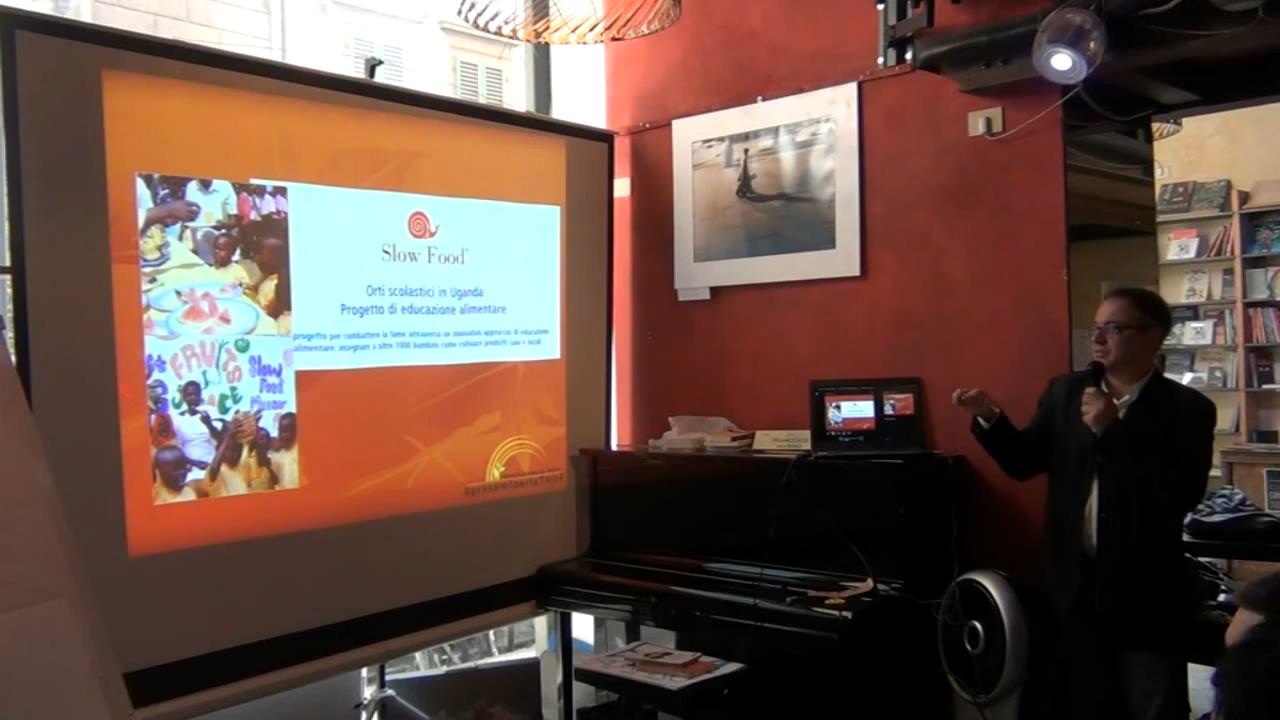 Slow Food
Orti scolastici in Uganda
Progetto di educazione alimentare
progetto per combattere la fame attraverso un innovativo approccio di educazione
alimentare: insegnare a oltre 1000 bambini come coltivare prodotti sani e locali
FRUITS
JUICE
Slow
Food